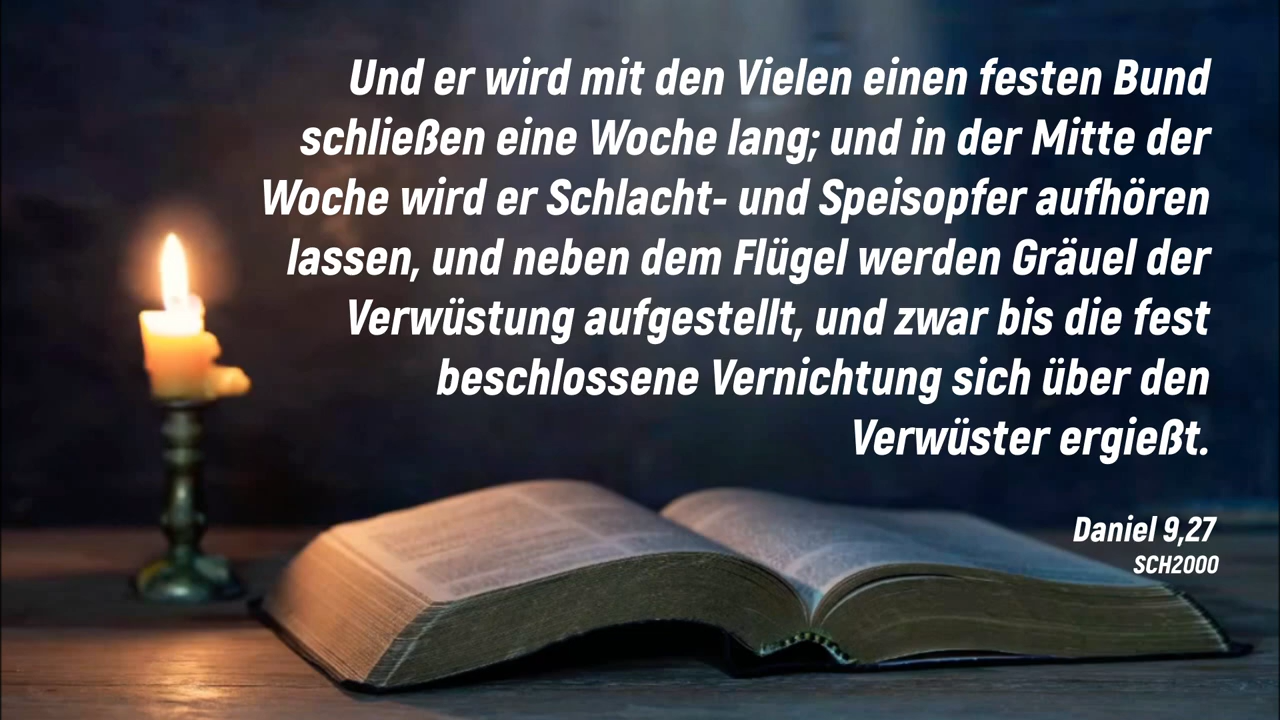 Und er wird mit den Vielen einen festen Bund
schließen eine Woche lang; und in der Mitte der
Woche wird er Schlacht- und Speisopfer aufhören
lassen, und neben dem Flügel werden Gräuel der
Verwüstung aufgestellt, und zwar bis die fest
beschlossene Vernichtung sich über den
Verwüster ergießt.
Daniel 9,27
SCH2000